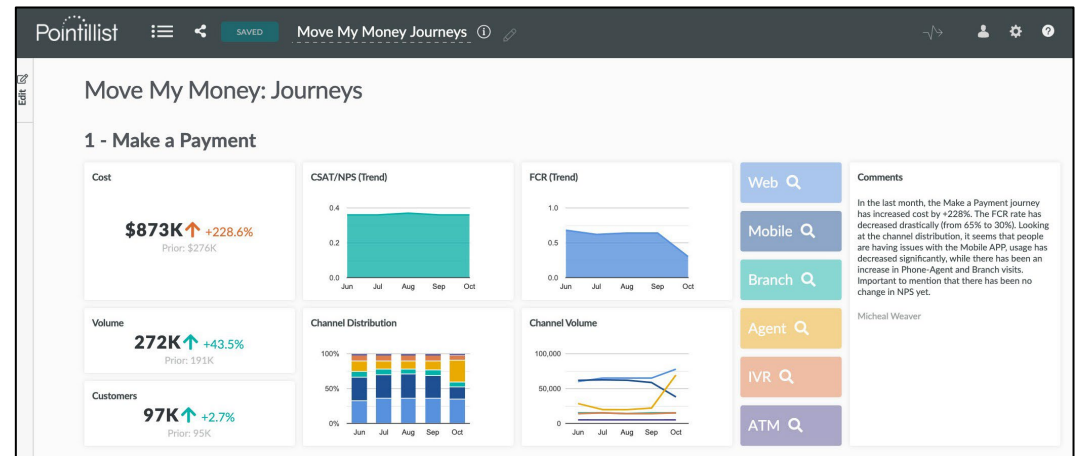 Pointillist
SAVED
Move My Money Journeys
Edit
Move My Money: Journeys
1 - Make a Payment
Cost
$873K +228.6%
Prior: $276K
Volume
272K +43.5%
Prior: 191K
Customers
97K +2.7%
Prior: 95K
CSAT/NPS (Trend)
0.4
0.2
0.0
Jun Jul Aug Sep Oct
Channel Distribution
100%
50%
0%
Jun Jul Aug Sep Oct
FCR (Trend)
1.0
0.5
0.0
Jun Jul Aug Sep Oct
Channel Volume
100,000
50,000
0
Jun Jul Aug Sep Oct
Web
Mobile
Branch
Agent
IVR
ATM
Comments
In the last month, the Make a Payment journey
has increased cost by +228%. The FCR rate has
decreased drastically (from 65% to 30%). Looking
at the channel distribution, it seems that people
are having issues with the Mobile APP, usage has
decreased significantly, while there has been an
increase in Phone-Agent and Branch visits.
Important to mention that there has been no
change in NPS yet.
Micheal Weaver